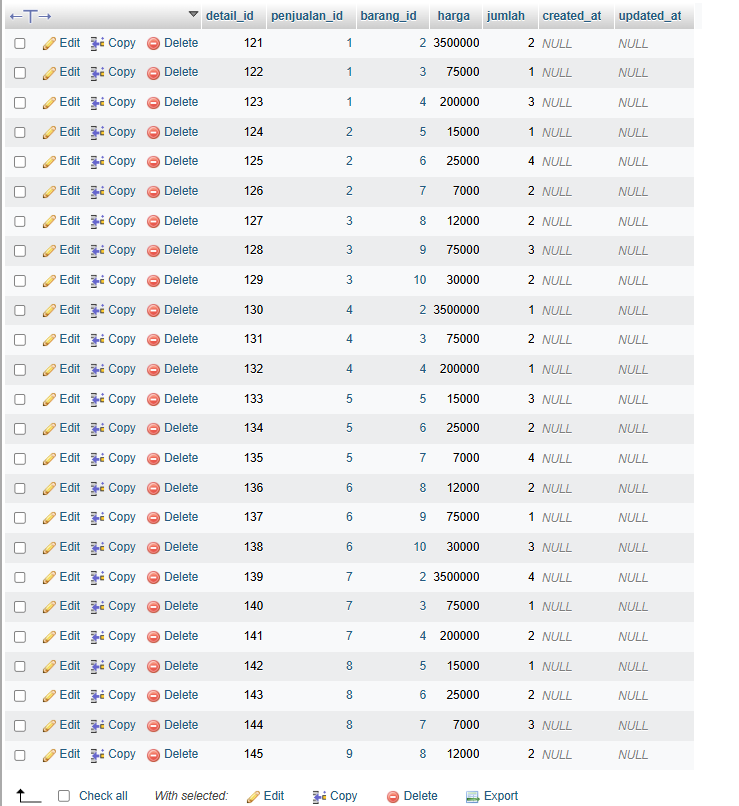 ←T→ detail_id penjualan_id barang_id harga jumlah created_at updated_at
Edit Copy Delete 121 1 2 3500000 2 NULL NULL
Edit Copy Delete 122 1 3 75000 1 NULL NULL
Edit Copy Delete 123 1 4 200000 3 NULL NULL
Edit Copy Delete 124 2 5 15000 1 NULL NULL
Edit Copy Delete 125 2 6 25000 4 NULL NULL
Edit Copy Delete 126 2 7 7000 2 NULL NULL
Edit Copy Delete 127 3 8 12000 2 NULL NULL
Edit Copy Delete 128 3 9 75000 3 NULL NULL
Edit Copy Delete 129 3 10 30000 2 NULL NULL
Edit Copy Delete 130 4 2 3500000 1 NULL NULL
Edit Copy Delete 131 4 3 75000 2 NULL NULL
Edit Copy Delete 132 4 4 200000 1 NULL NULL
Edit Copy Delete 133 5 5 15000 3 NULL NULL
Edit Copy Delete 134 5 6 25000 2 NULL NULL
Edit Copy Delete 135 5 7 7000 4 NULL NULL
Edit Copy Delete 136 6 8 12000 2 NULL NULL
Edit Copy Delete 137 6 9 75000 1 NULL NULL
Edit Copy Delete 138 6 10 30000 3 NULL NULL
Edit Copy Delete 139 7 2 3500000 4 NULL NULL
Edit Copy Delete 140 7 3 75000 1 NULL NULL
Edit Copy Delete 141 7 4 200000 2 NULL NULL
Edit Copy Delete 142 8 5 15000 1 NULL NULL
Edit Copy Delete 143 8 6 25000 2 NULL NULL
Edit Copy Delete 144 8 7 7000 3 NULL NULL
Edit Copy Delete 145 9 8 12000 2 NULL NULL
Check all With selected: Edit Copy Delete Export